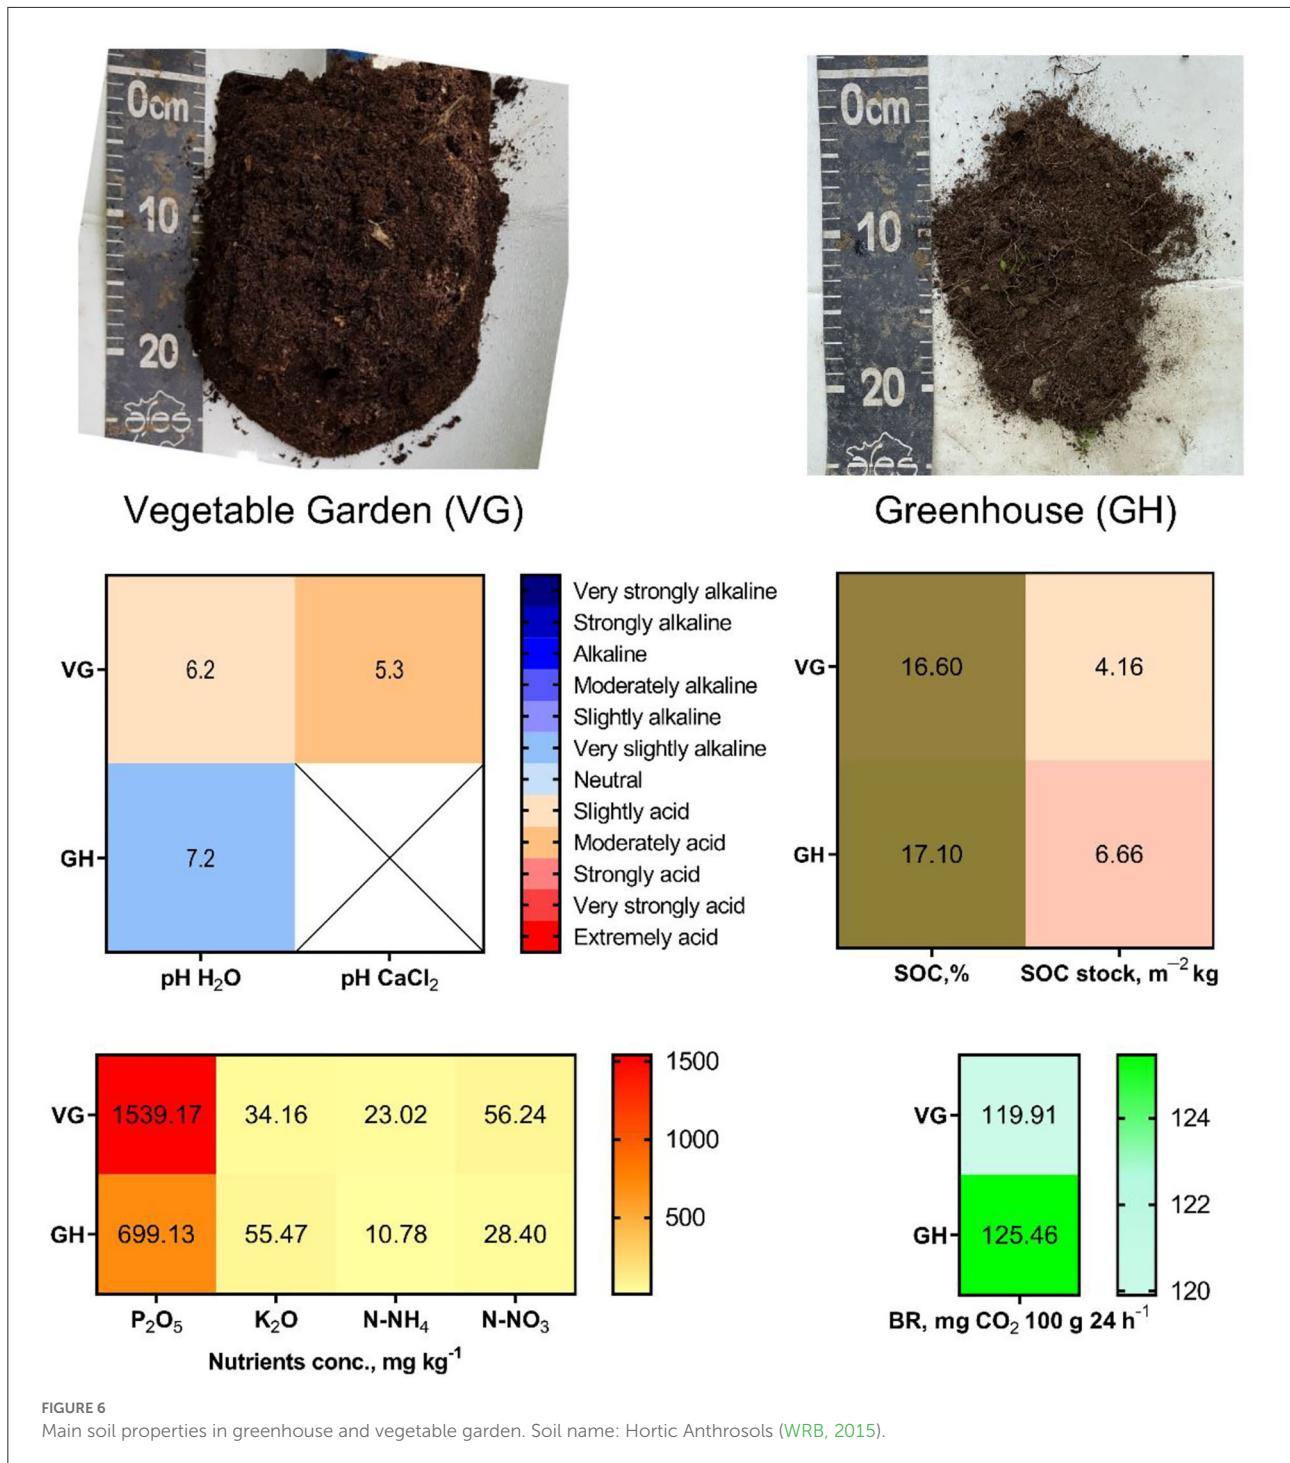 0cm
10
20
afes
0cm
10
20
afes
Vegetable Garden (VG)
Greenhouse (GH)
VG
6.2
5.3
GH
7.2
pH H₂O
pH CaCl₂
Very strongly alkaline
Strongly alkaline
Alkaline
Moderately alkaline
Slightly alkaline
Very slightly alkaline
Neutral
Slightly acid
Moderately acid
Strongly acid
Very strongly acid
Extremely acid
VG
16.60
4.16
GH
17.10
6.66
SOC,%
SOC stock, m⁻² kg
VG
1539.17
34.16
23.02
56.24
GH
699.13
55.47
10.78
28.40
P₂O₅
K₂O
N-NH₄
N-NO₃
Nutrients conc., mg kg⁻¹
1500
1000
500
VG
119.91
GH
125.46
BR, mg CO₂ 100 g 24 h⁻¹
124
122
120
FIGURE 6
Main soil properties in greenhouse and vegetable garden. Soil name: Hortic Anthrosols (WRB, 2015).